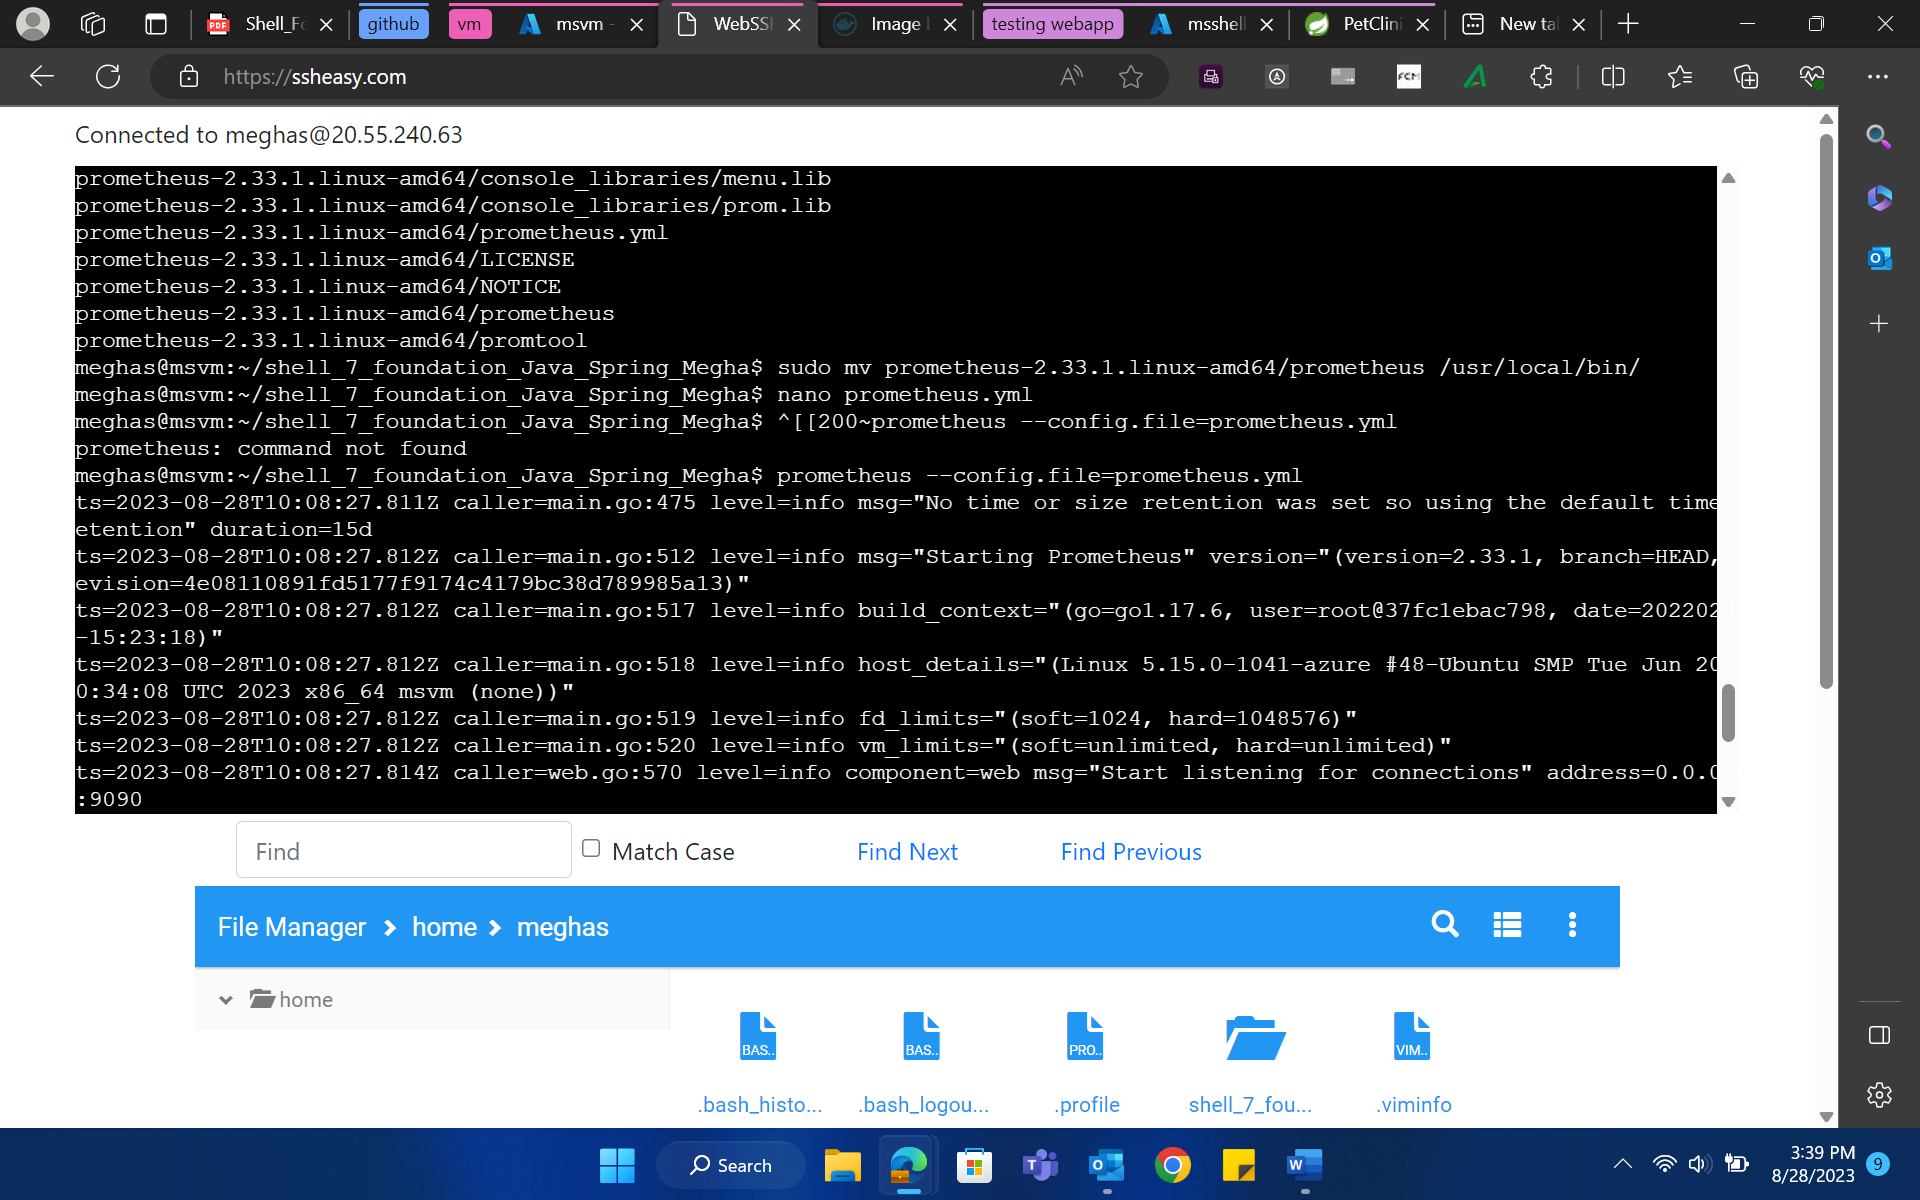 Shell_Fo
github
vm
msvm -
WebSSH
Image
testing webapp
msshell
PetClini
New tab
https://ssheasy.com
FCM
Connected to meghas@20.55.240.63
prometheus-2.33.1.linux-amd64/console_libraries/menu.lib
prometheus-2.33.1.linux-amd64/console_libraries/prom.lib
prometheus-2.33.1.linux-amd64/prometheus.yml
prometheus-2.33.1.linux-amd64/LICENSE
prometheus-2.33.1.linux-amd64/NOTICE
prometheus-2.33.1.linux-amd64/prometheus
prometheus-2.33.1.linux-amd64/promtool
meghas@msvm:~/shell_7_foundation_Java_Spring_Megha$ sudo mv prometheus-2.33.1.linux-amd64/prometheus /usr/local/bin/
meghas@msvm:~/shell_7_foundation_Java_Spring_Megha$ nano prometheus.yml
meghas@msvm:~/shell_7_foundation_Java_Spring_Megha$ ^[[200~prometheus --config.file=prometheus.yml
prometheus: command not found
meghas@msvm:~/shell_7_foundation_Java_Spring_Megha$ prometheus --config.file=prometheus.yml
ts=2023-08-28T10:08:27.811Z caller=main.go:475 level=info msg="No time or size retention was set so using the default time
etention" duration=15d
ts=2023-08-28T10:08:27.812Z caller=main.go:512 level=info msg="Starting Prometheus" version="(version=2.33.1, branch=HEAD,
evision=4e08110891fd5177f9174c4179bc38d789985a13)"
ts=2023-08-28T10:08:27.812Z caller=main.go:517 level=info build_context="(go=go1.17.6, user=root@37fc1ebac798, date=202202
-15:23:18)"
ts=2023-08-28T10:08:27.812Z caller=main.go:518 level=info host_details="(Linux 5.15.0-1041-azure #48-Ubuntu SMP Tue Jun 20
0:34:08 UTC 2023 x86_64 msvm (none))"
ts=2023-08-28T10:08:27.812Z caller=main.go:519 level=info fd_limits="(soft=1024, hard=1048576)"
ts=2023-08-28T10:08:27.812Z caller=main.go:520 level=info vm_limits="(soft=unlimited, hard=unlimited)"
ts=2023-08-28T10:08:27.814Z caller=web.go:570 level=info component=web msg="Start listening for connections" address=0.0.0
:9090
Find
Match Case
Find Next
Find Previous
File Manager
home
meghas
home
BAS..
BAS..
PRO..
VIM..
.bash_histo...
.bash_logou...
.profile
shell_7_fou...
.viminfo
Search
3:39 PM
8/28/2023
9